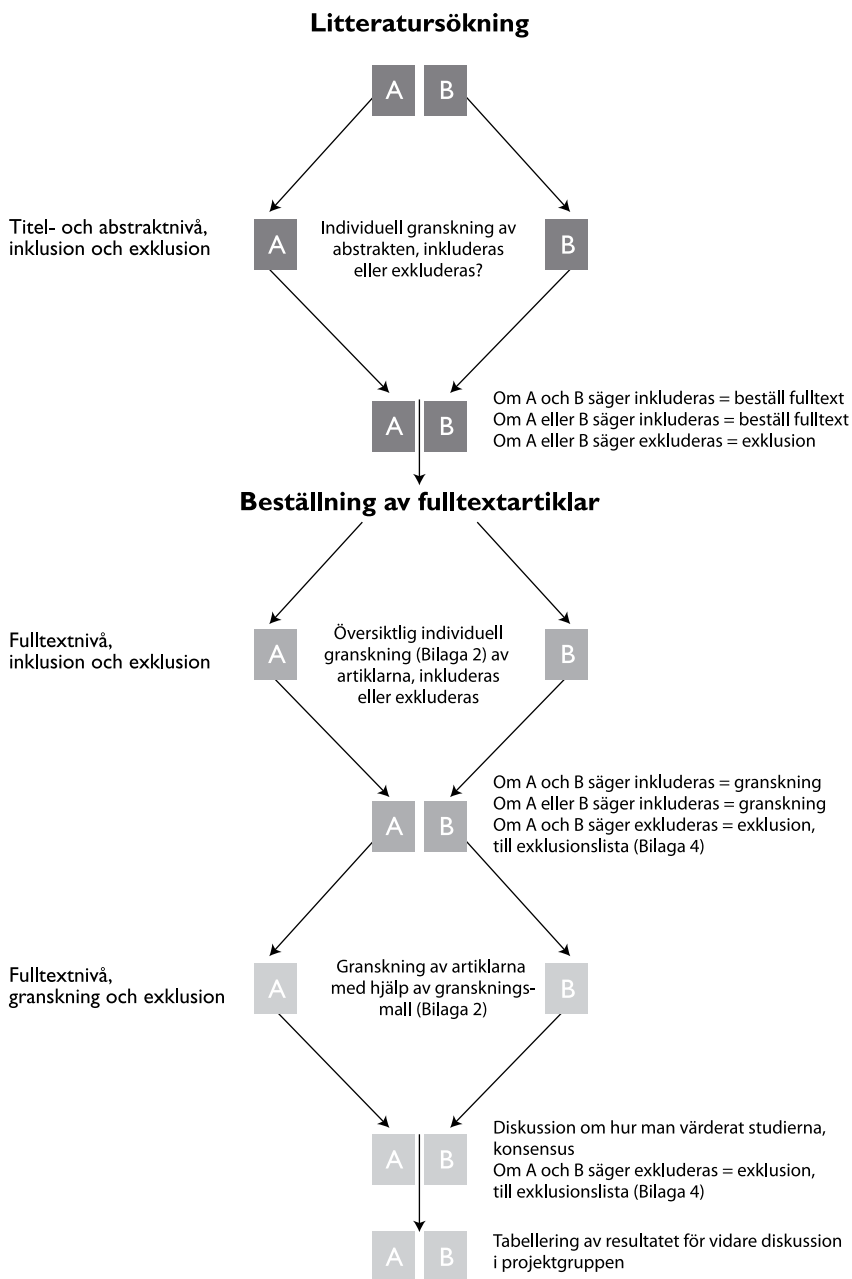 Litteratursökning
A B
Titel- och abstraktnivå,
inklusion och exklusion
A
Individuell granskning av
abstrakten, inkluderas
eller exkluderas?
B
A B
Om A och B säger inkluderas = beställ fulltext
Om A eller B säger inkluderas = beställ fulltext
Om A eller B säger exkluderas = exklusion
Beställning av fulltextartiklar
Fulltextnivå,
inklusion och exklusion
A
Översiktlig individuell
granskning (Bilaga 2) av
artiklarna, inkluderas
eller exkluderas
B
A B
Om A och B säger inkluderas = granskning
Om A eller B säger inkluderas = granskning
Om A och B säger exkluderas = exklusion,
till exklusionslista (Bilaga 4)
Fulltextnivå,
granskning och exklusion
A
Granskning av artiklarna
med hjälp av gransknings-
mall (Bilaga 2)
B
A B
Diskussion om hur man värderat studierna,
konsensus
Om A och B säger exkluderas = exklusion,
till exklusionslista (Bilaga 4)
A B
Tabellering av resultatet för vidare diskussion
i projektgruppen